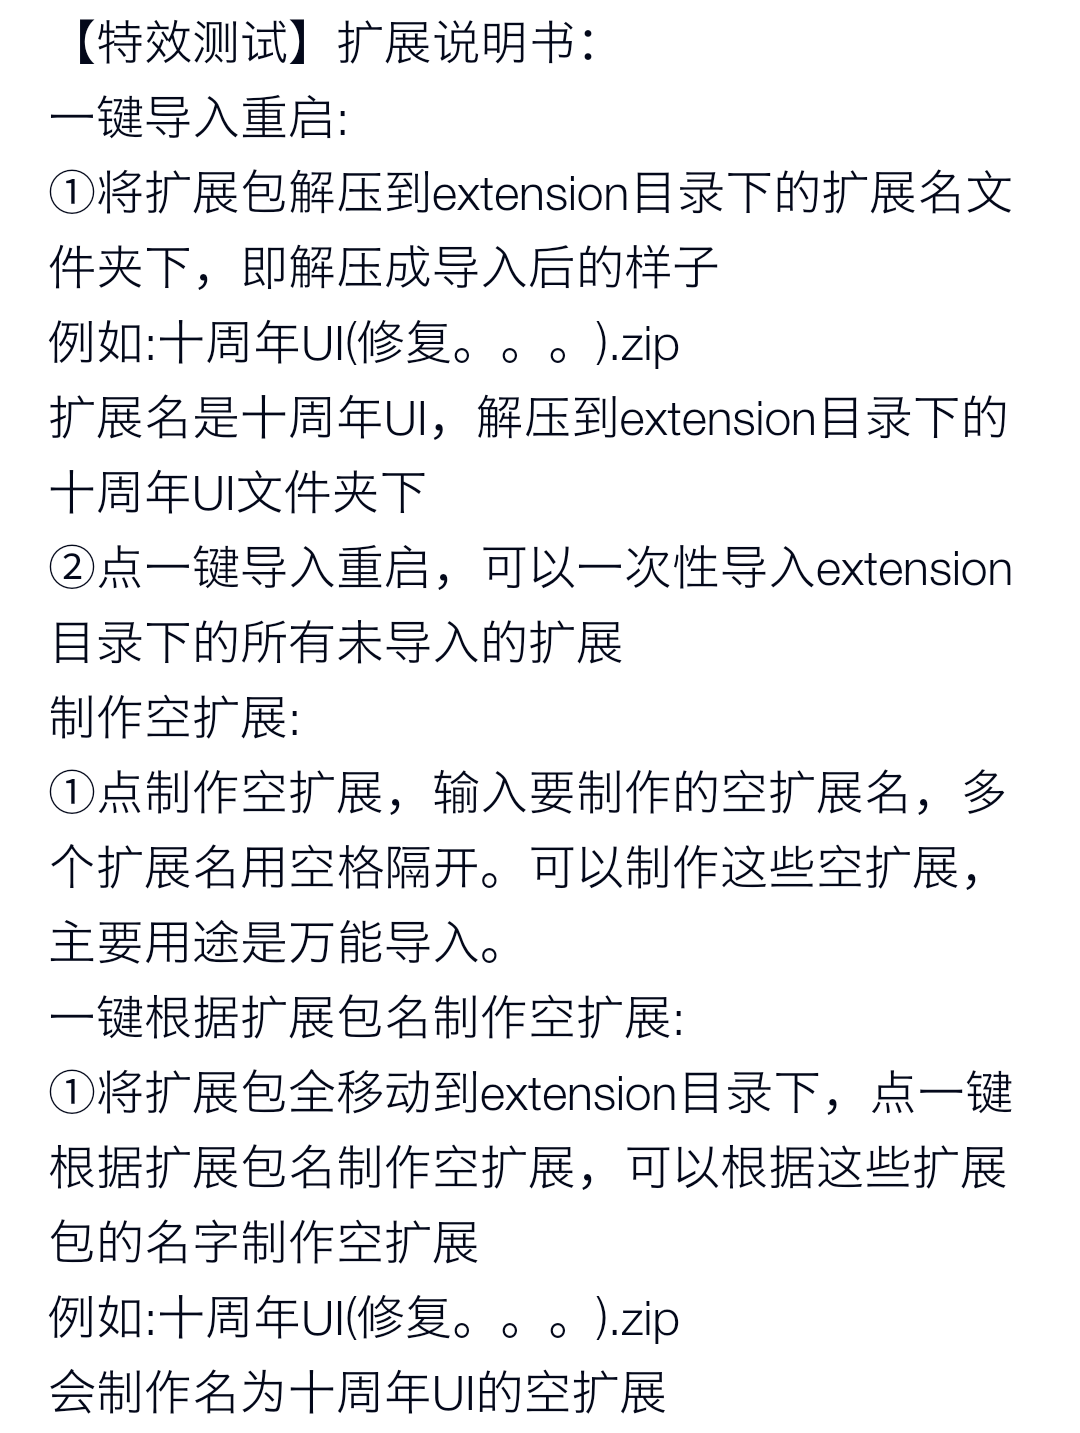 【特效测试】扩展说明书：
一键导入重启:
①将扩展包解压到extension目录下的扩展名文
件夹下，即解压成导入后的样子
例如:十周年UI(修复。。。).zip
扩展名是十周年UI，解压到extension目录下的
十周年UI文件夹下
②点一键导入重启，可以一次性导入extension
目录下的所有未导入的扩展
制作空扩展:
①点制作空扩展，输入要制作的空扩展名，多
个扩展名用空格隔开。可以制作这些空扩展，
主要用途是万能导入。
一键根据扩展包名制作空扩展:
①将扩展包全移动到extension目录下，点一键
根据扩展包名制作空扩展，可以根据这些扩展
包的名字制作空扩展
例如:十周年UI(修复。。。).zip
会制作名为十周年UI的空扩展